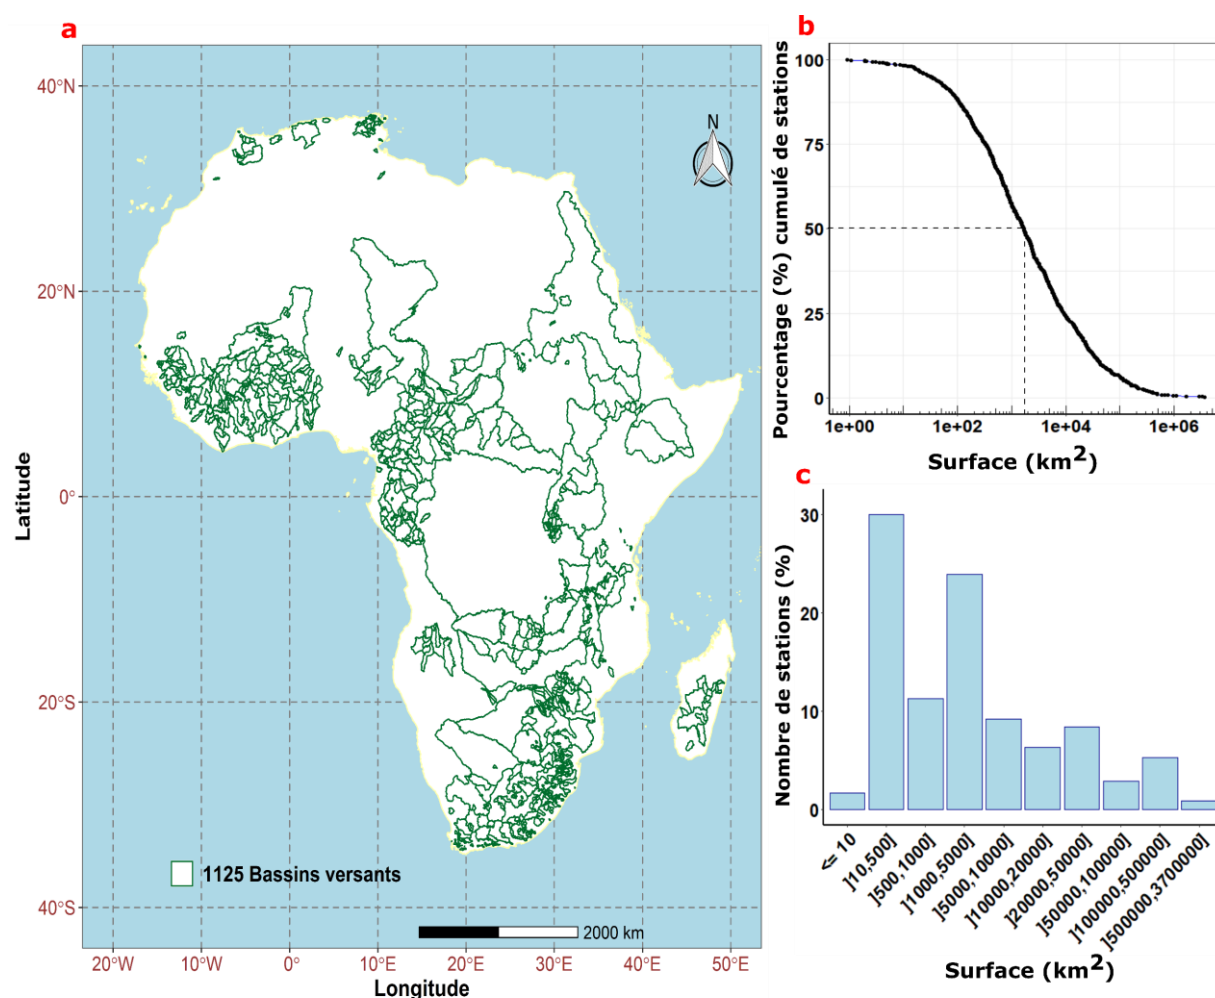 a
40°N
20°N
0°
20°S
40°S
Latitude
N
1125 Bassins versants
2000 km
20°W 10°W 0° 10°E 20°E 30°E 40°E 50°E
Longitude
b
Pourcentage (%) cumulé de stations
100
75
50
25
0
1e+00 1e+02 1e+04 1e+06
Surface (km²)
c
Nombre de stations (%)
30
20
10
0
<= 10
]10,500]
]500,1000]
]1000,5000]
]5000,10000]
]10000,20000]
]20000,50000]
]50000,100000]
]100000,500000]
]500000,3700000]
Surface (km²)